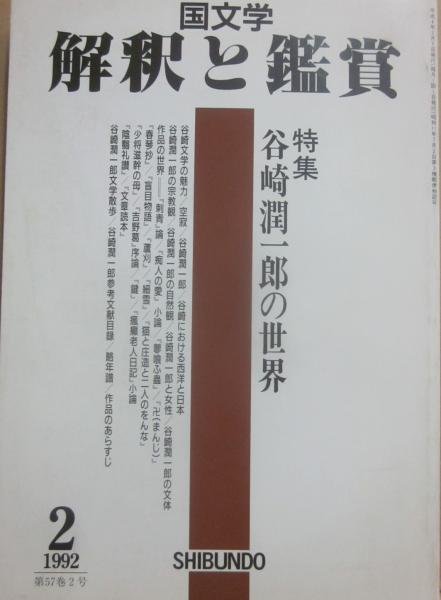 国文学
解釈と鑑賞
特集
谷崎潤一郎の世界
谷崎文学の魅力／空寂 谷崎潤一郎／谷崎における西洋と日本
谷崎潤一郎の宗教観／谷崎潤一郎の自然観／谷崎潤一郎と女性／谷崎潤一郎の文体
作品の世界＝『刺青』論／『痴人の愛』小論／『蓼喰ふ蟲』／『卍（まんじ）』
『春琴抄』／『盲目物語』／『蘆刈』／『細雪』／『猫と庄造と二人のをんな』
『少将滋幹の母』／『吉野葛』序論／『鍵』／『瘋癲老人日記』小論
『陰翳礼讃』／『文章読本』
谷崎潤一郎文学散歩／谷崎潤一郎参考文献目録／略年譜／作品のあらすじ
2
1992
第57巻2号
SHIBUNDO